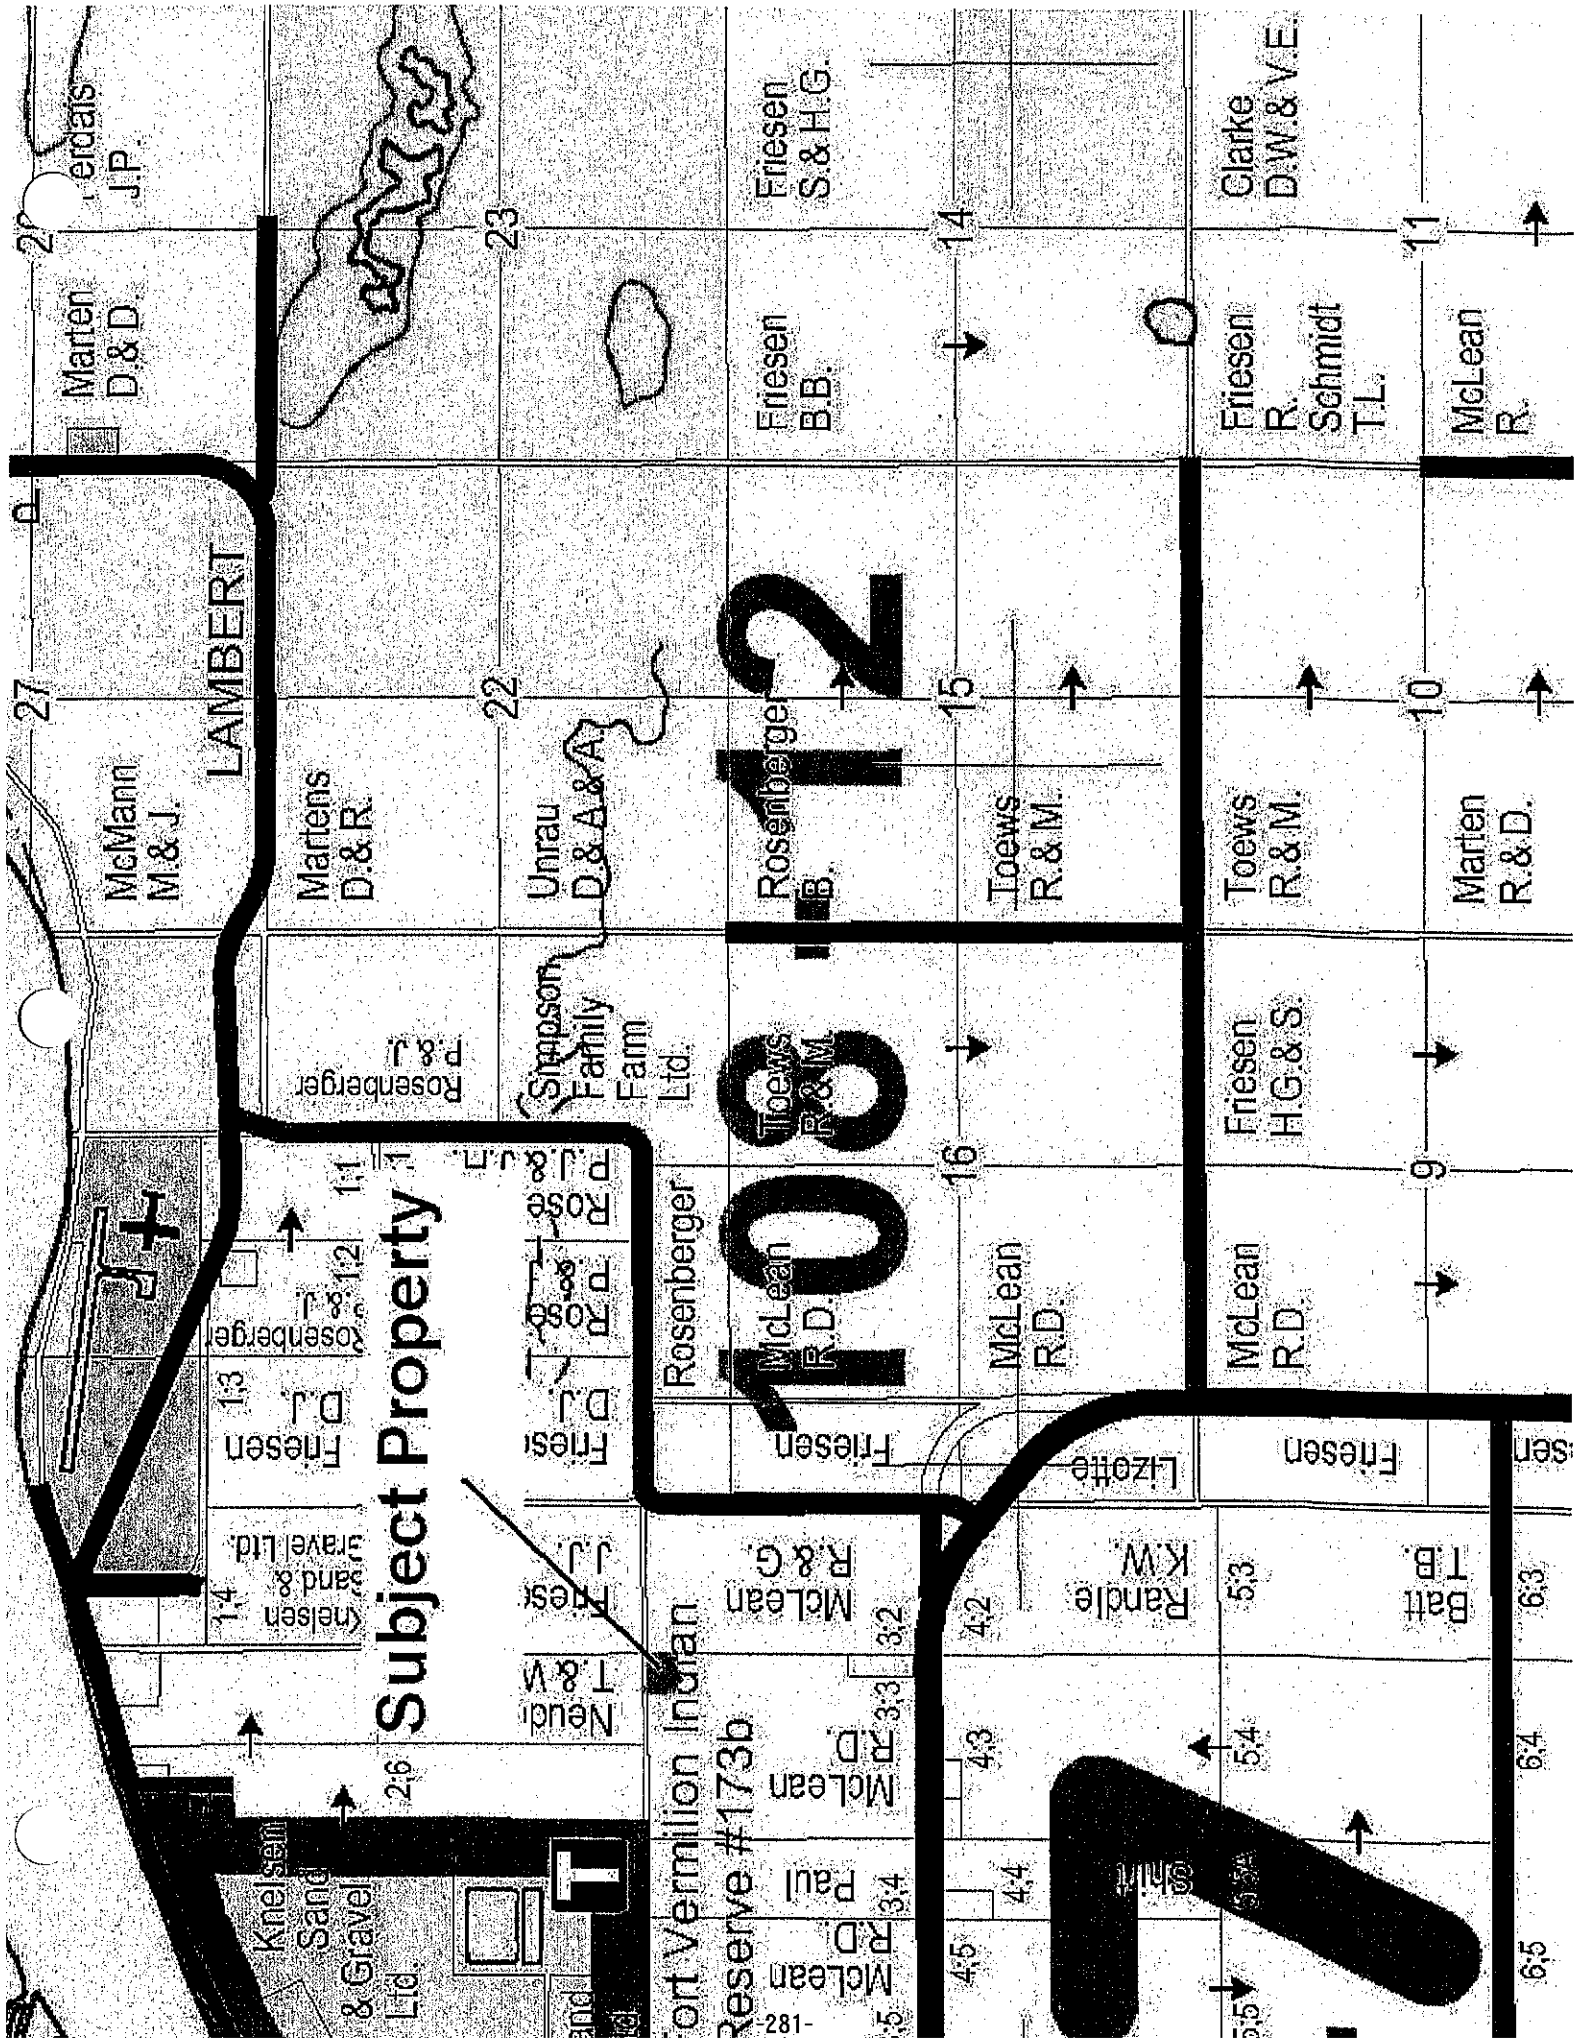 27
Marten
D.& D.
J.P.
McMann
M.& J.
LAMBERT
Martens
D.& R.
22
23
Unrau
D.& A.& A.
Rosenberger
P.& J.
Simpson
Family
Farm
Ltd.
1;1
1;2
Rosenberger
1;3
Friesen
D.J.
1;4
Sand &
Gravel Ltd.
Subject Property
P.J.& J.H.
Rose
P.&
Rose
D.J.
J.J.
T.& W
2;6
Knelsen
Sand
& Gravel
Ltd.
T
Rosenberger
108-12
Friesen
S.& H.G.
Friesen
B.B.
14
Rosenberger
B.
15
Toews
R.& M.
Toews
R.& M.
16
McLean
R.D.
McLean
R.D.
Friesen
Lizotte
McLean
R.& G.
3;2
3;3
McLean
R.D.
Paul
3;4
McLean
R.D
Fort Vermilion Indian
Reserve #173b
4;2
4;3
4;4
4;5
Randle
K.W.
5;3
5;4
Clarke
D.W.& V.E.
11
Friesen
R.
Schmidt
T.L.
McLean
R.
Toews
R.& M.
10
Marten
R.& D.
Friesen
H.G.& S.
9
McLean
R.D.
Friesen
Batt
T.B.
6;3
6;4
6;5
-281-